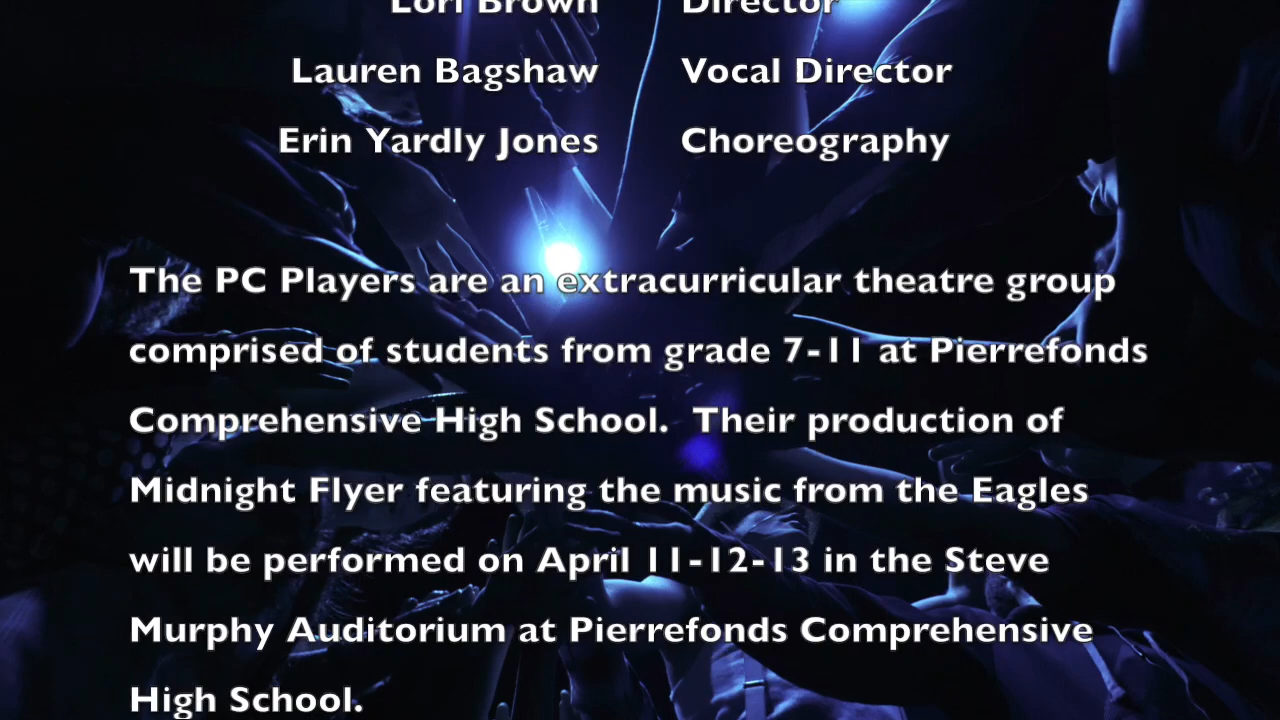 Lori Brown Director
Lauren Bagshaw Vocal Director
Erin Yardly Jones Choreography
The PC Players are an extracurricular theatre group
comprised of students from grade 7-11 at Pierrefonds
Comprehensive High School.  Their production of
Midnight Flyer featuring the music from the Eagles
will be performed on April 11-12-13 in the Steve
Murphy Auditorium at Pierrefonds Comprehensive
High School.